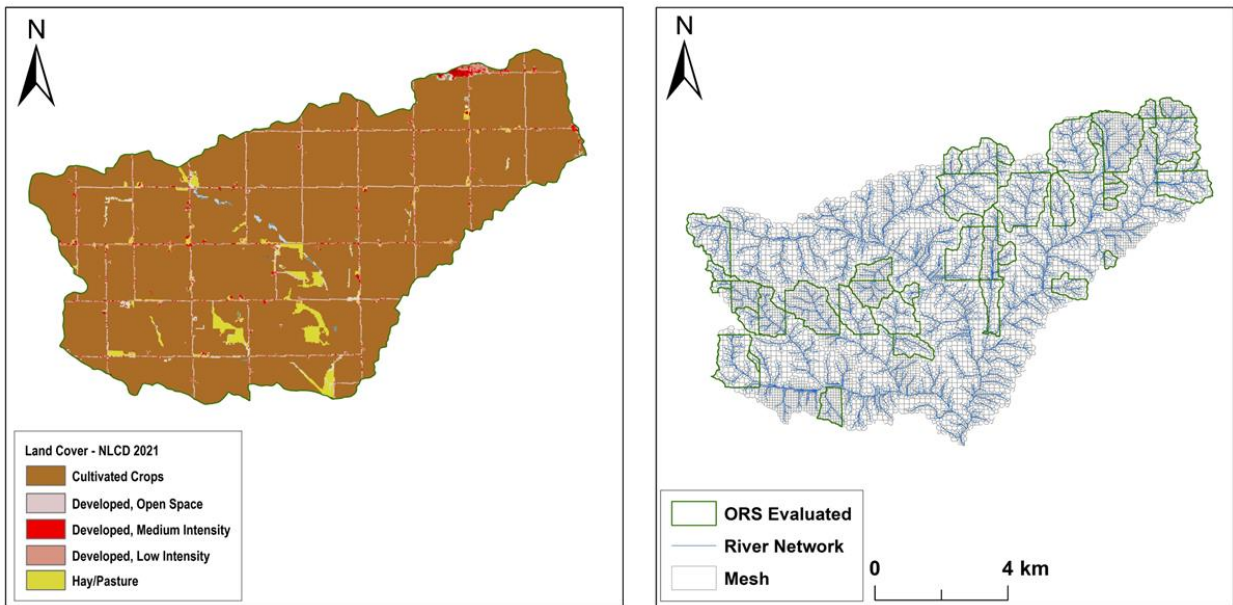 N
Land Cover - NLCD 2021
Cultivated Crops
Developed, Open Space
Developed, Medium Intensity
Developed, Low Intensity
Hay/Pasture
N
ORS Evaluated
River Network
Mesh
0 4 km